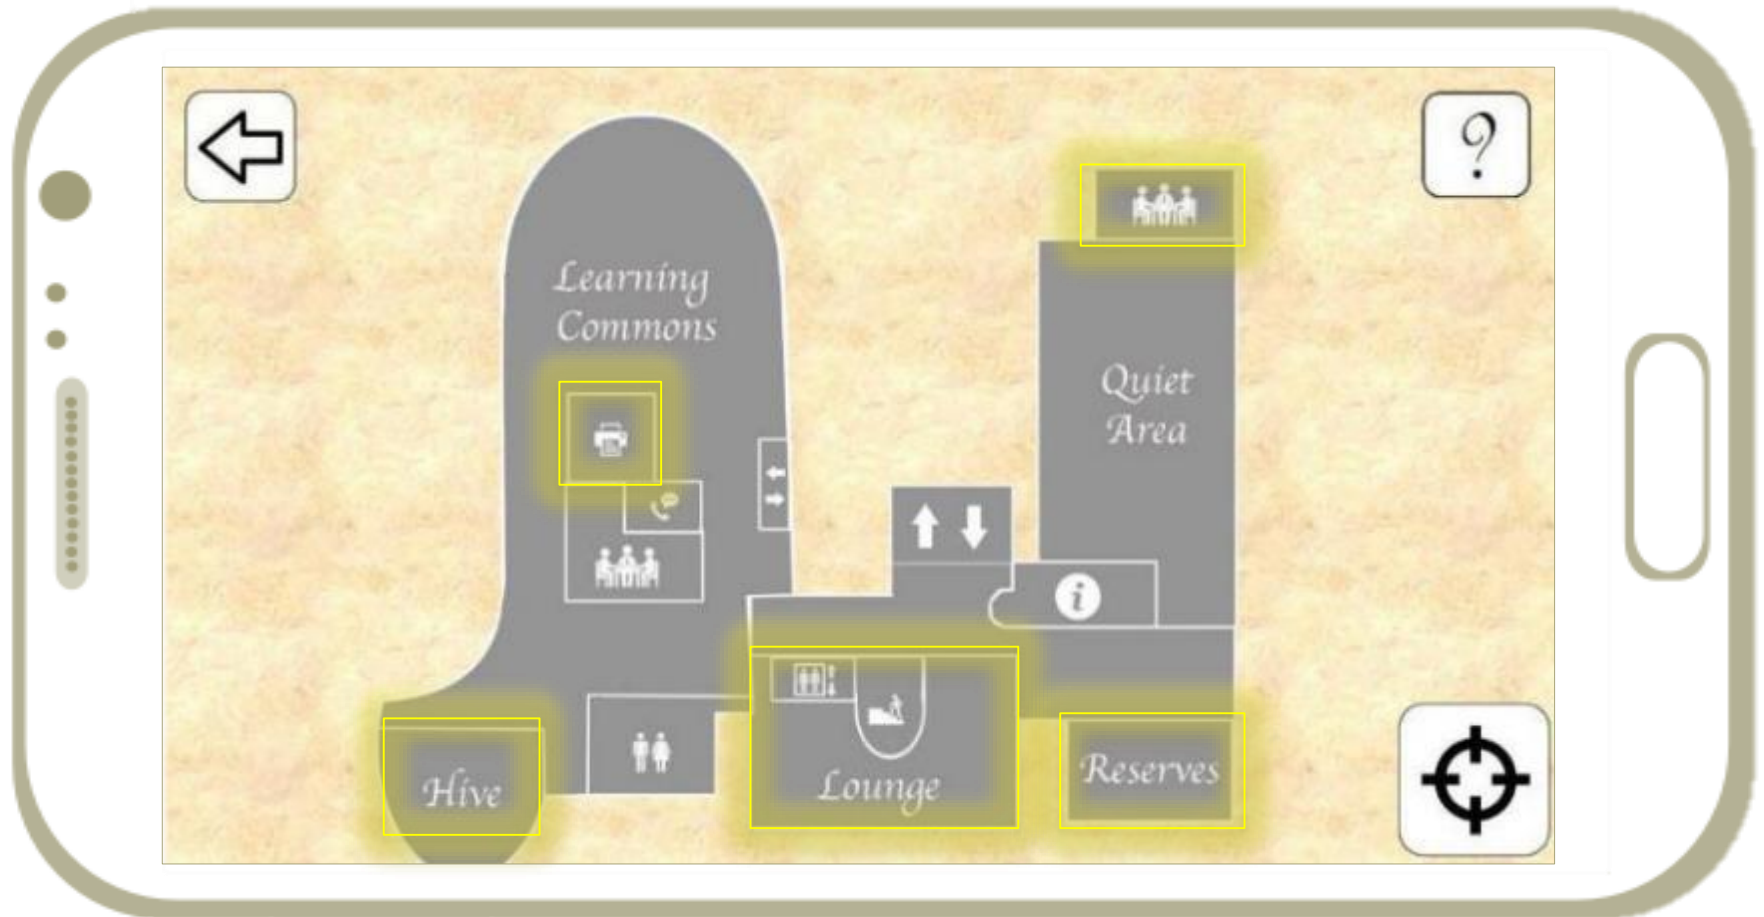 ?
Learning
Commons
Quiet
Area
i
Hive
Lounge
Reserves